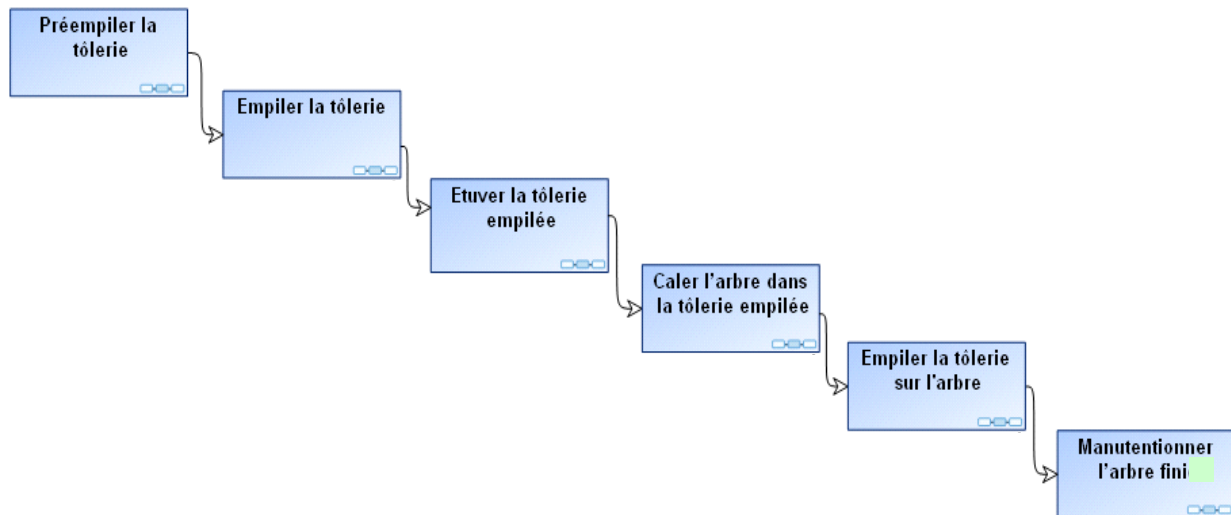 Préempiler la
tôlerie
Empiler la tôlerie
Etuver la tôlerie
empilée
Caler l'arbre dans
la tôlerie empilée
Empiler la tôlerie
sur l'arbre
Manutentionner
l'arbre fini